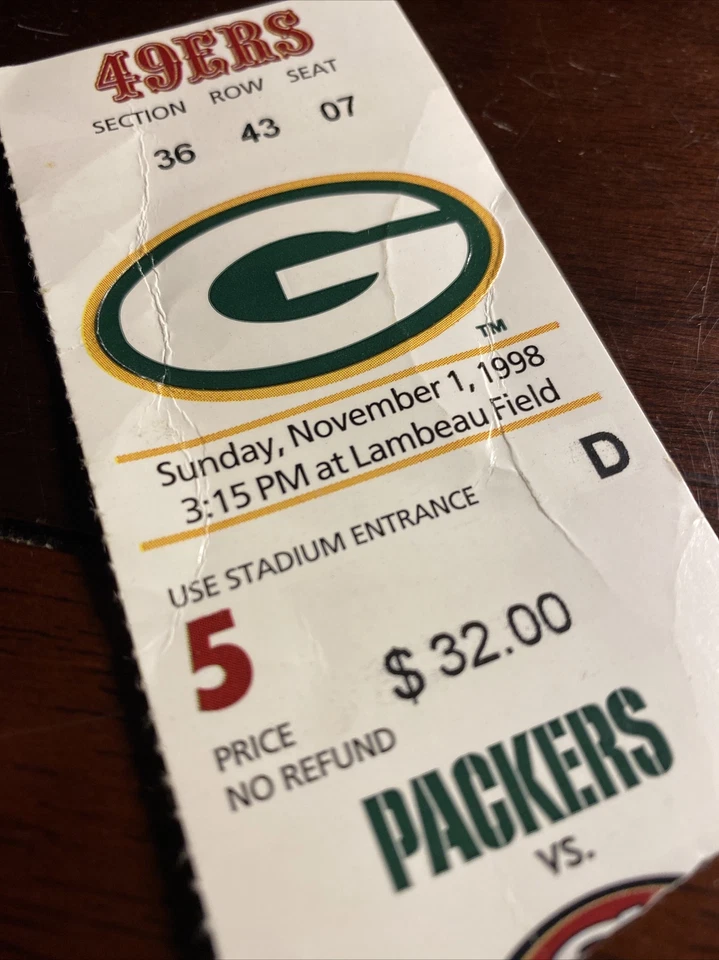 49ERS
SECTION ROW SEAT
36 43 07
G
TM
Sunday, November 1, 1998
3:15 PM at Lambeau Field
D
USE STADIUM ENTRANCE
5
$ 32.00
PRICE
NO REFUND
PACKERS
VS.